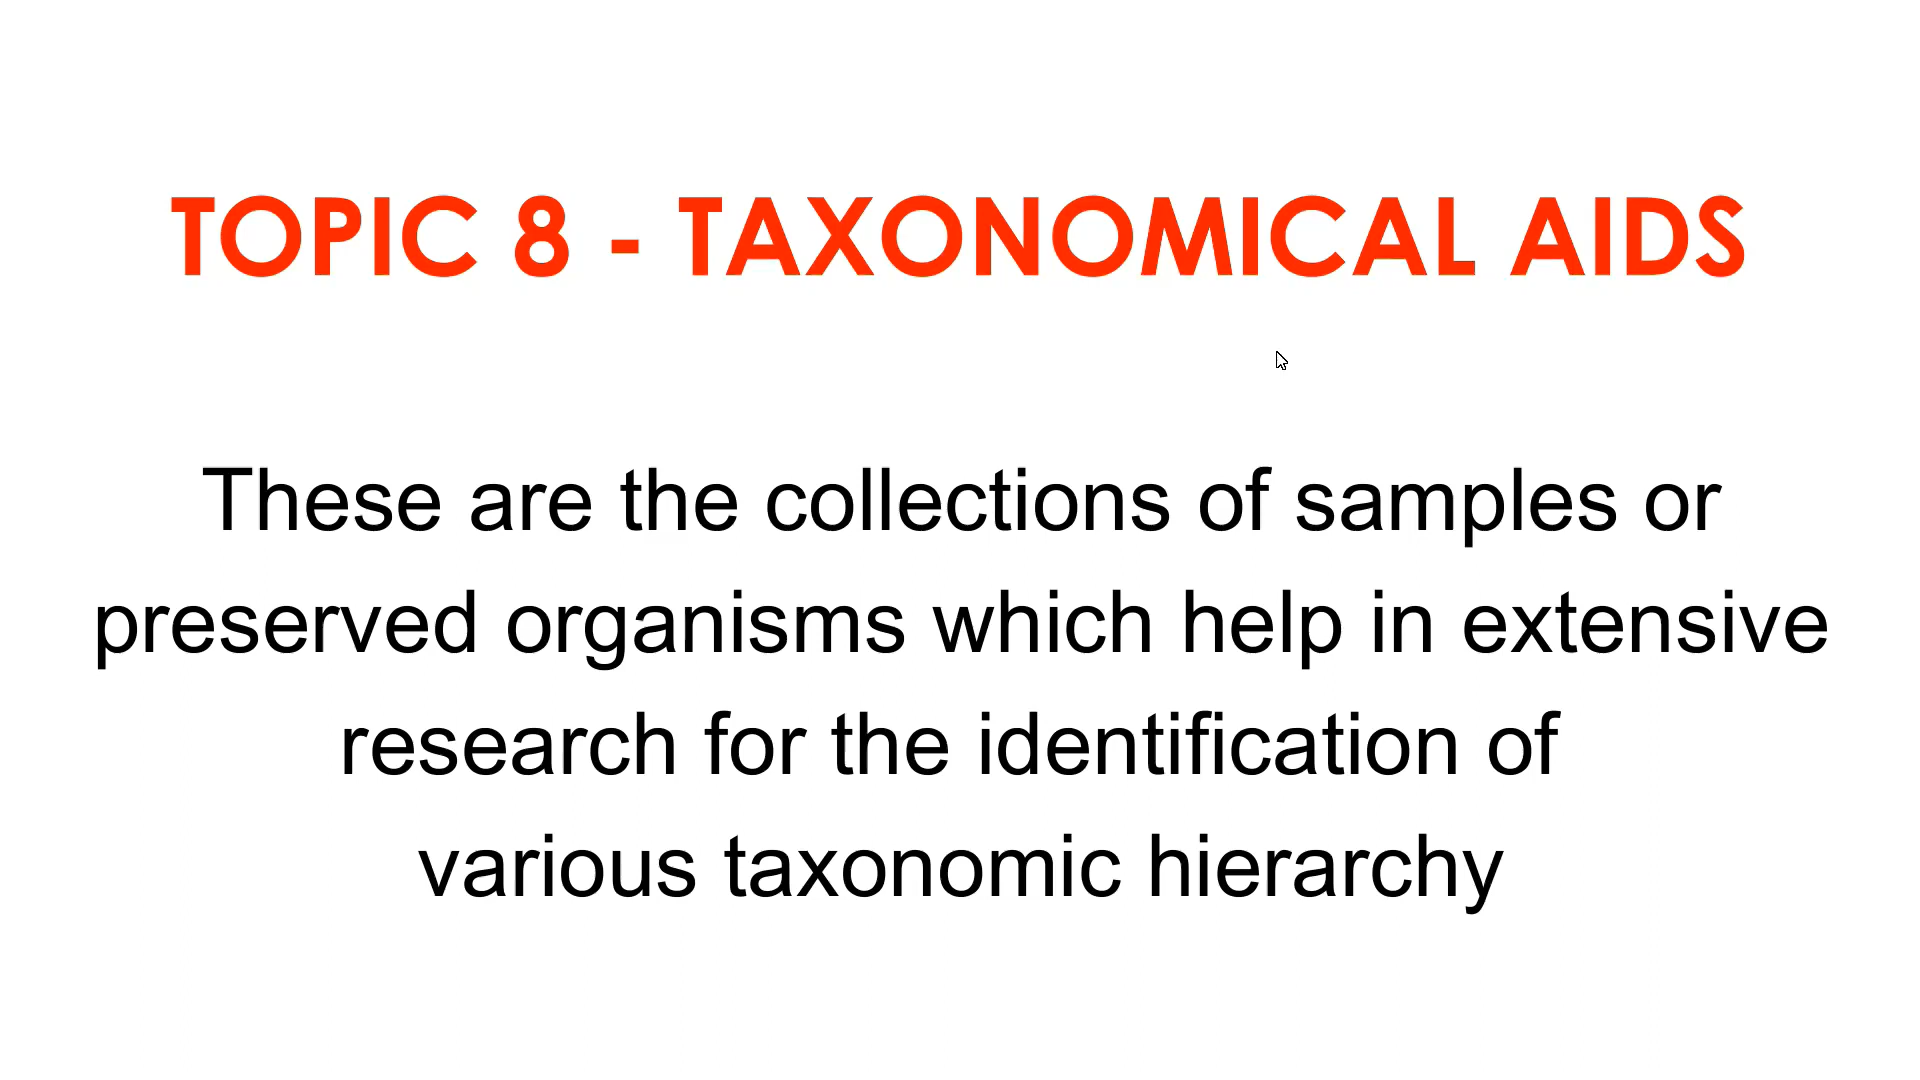 TOPIC 8 - TAXONOMICAL AIDS
These are the collections of samples or
preserved organisms which help in extensive
research for the identification of
various taxonomic hierarchy